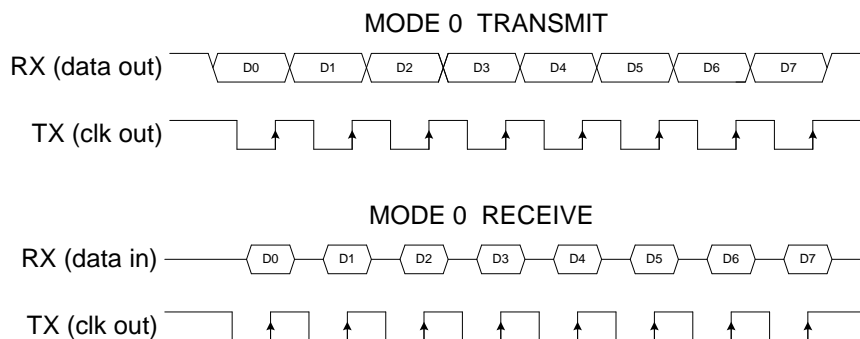 MODE 0 TRANSMIT
RX (data out) D0 D1 D2 D3 D4 D5 D6 D7
TX (clk out)
MODE 0 RECEIVE
RX (data in) D0 D1 D2 D3 D4 D5 D6 D7
TX (clk out)